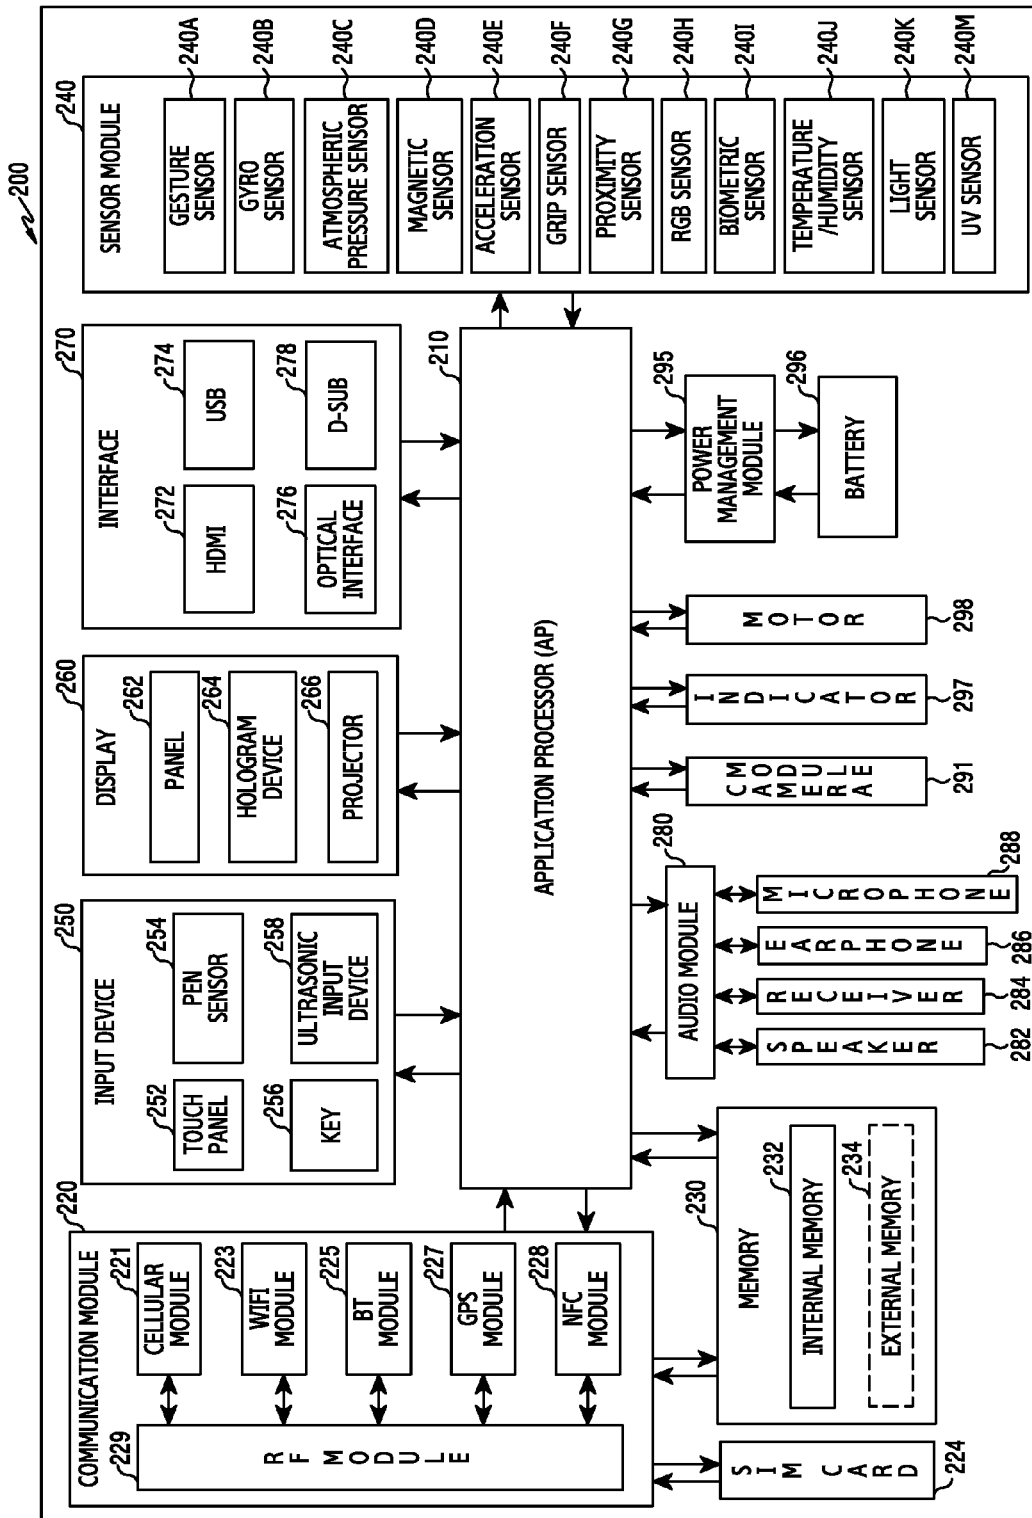 200
COMMUNICATION MODULE
220
229
RF MODULE
221
CELLULAR
MODULE
223
WIFI
MODULE
225
BT
MODULE
227
GPS
MODULE
228
NFC
MODULE
INPUT DEVICE
250
252
TOUCH
PANEL
254
PEN
SENSOR
256
KEY
258
ULTRASONIC
INPUT
DEVICE
DISPLAY
260
262
PANEL
264
HOLOGRAM
DEVICE
266
PROJECTOR
INTERFACE
270
272
HDMI
274
USB
276
OPTICAL
INTERFACE
278
D-SUB
SENSOR MODULE
240
GESTURE
SENSOR
240A
GYRO
SENSOR
240B
ATMOSPHERIC
PRESSURE SENSOR
240C
MAGNETIC
SENSOR
240D
ACCELERATION
SENSOR
240E
GRIP SENSOR
240F
PROXIMITY
SENSOR
240G
RGB SENSOR
240H
BIOMETRIC
SENSOR
240I
TEMPERATURE
/HUMIDITY
SENSOR
240J
LIGHT
SENSOR
240K
UV SENSOR
240M
APPLICATION PROCESSOR (AP)
210
SIM CARD
224
230
MEMORY
232
INTERNAL MEMORY
234
EXTERNAL MEMORY
280
AUDIO MODULE
SPEAKER
282
RECEIVER
284
EARPHONE
286
MICROPHONE
288
CAMERA
MODULE
291
INDICATOR
297
MOTOR
298
295
POWER
MANAGEMENT
MODULE
296
BATTERY